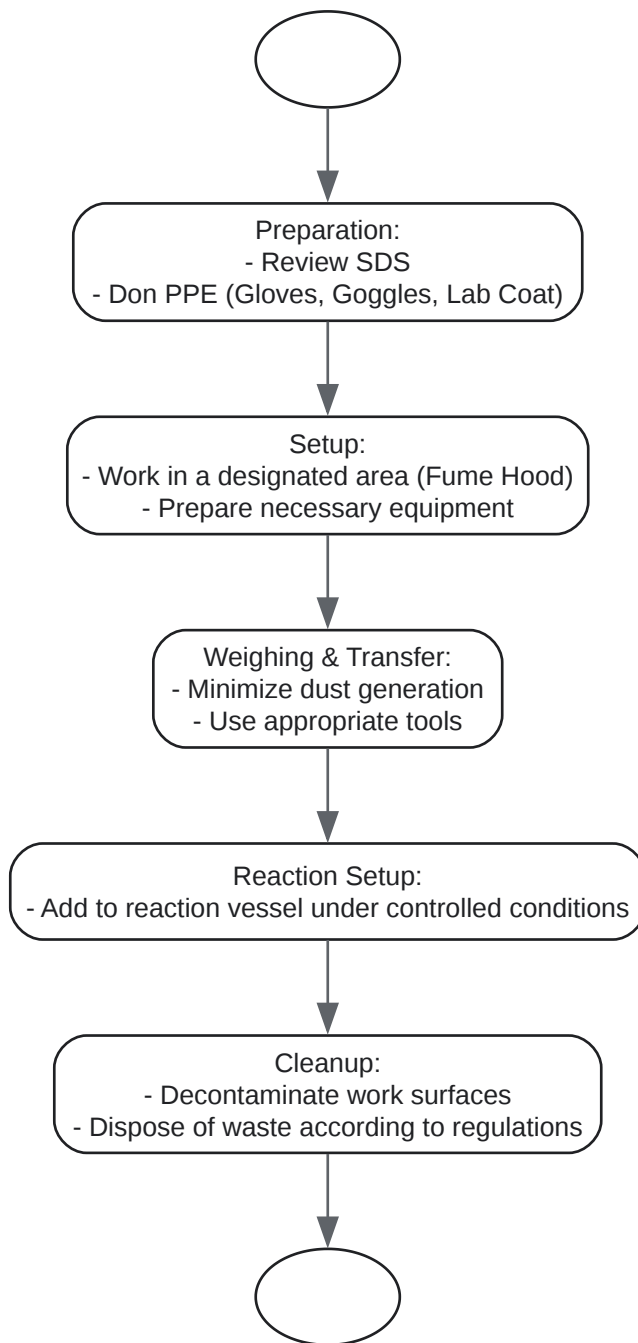 Preparation:
- Review SDS
- Don PPE (Gloves, Goggles, Lab Coat)
Setup:
- Work in a designated area (Fume Hood)
- Prepare necessary equipment
Weighing & Transfer:
- Minimize dust generation
- Use appropriate tools
Reaction Setup:
- Add to reaction vessel under controlled conditions
Cleanup:
- Decontaminate work surfaces
- Dispose of waste according to regulations